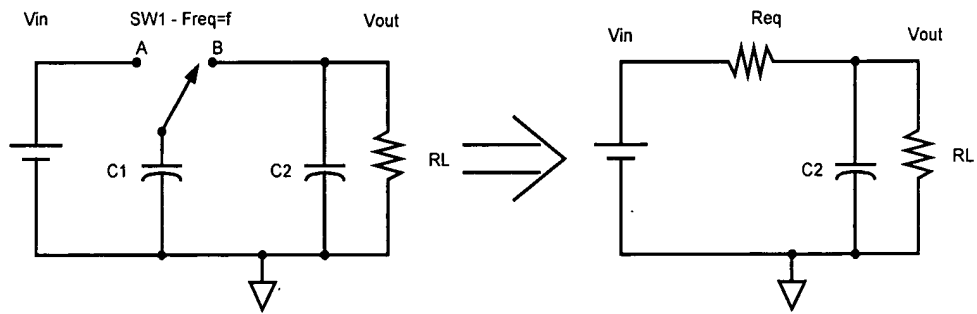 Vin
SW1 - Freq=f
Vout
A
B
C1
C2
RL
Req
Vin
Vout
C2
RL